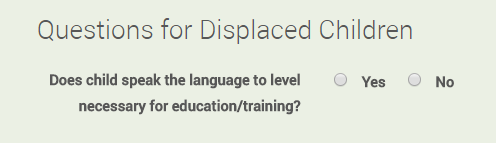 Questions for Displaced Children
Does child speak the language to level Yes No
necessary for education/training?